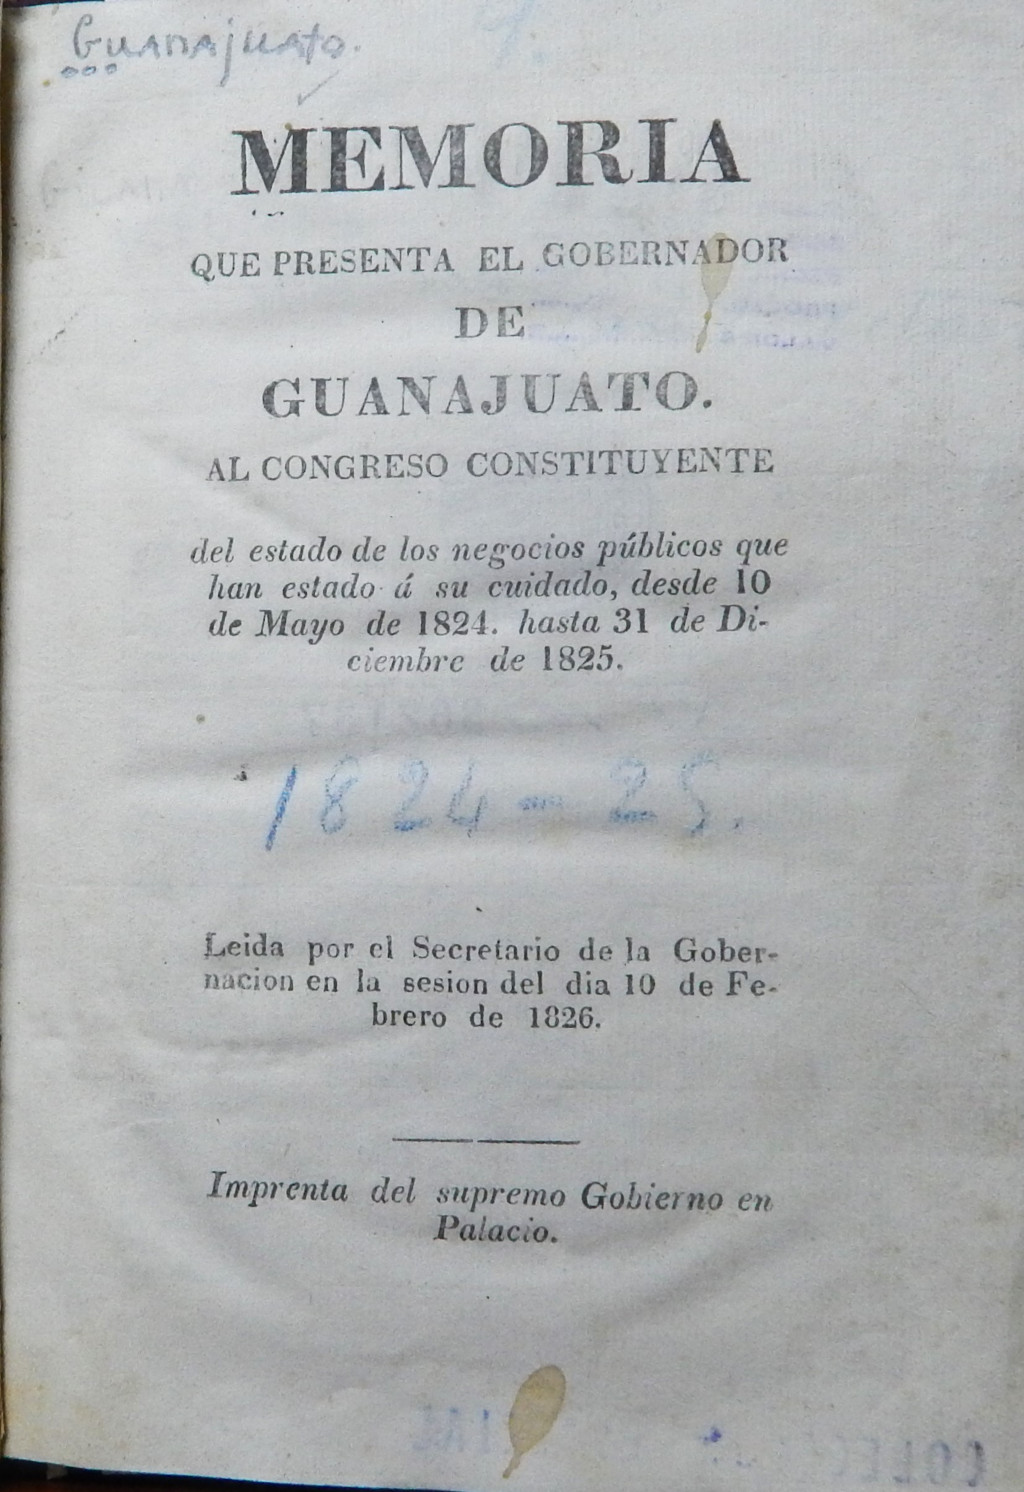 Guanajuato.
MEMORIA
QUE PRESENTA EL GOBERNADOR
DE
GUANAJUATO.
AL CONGRESO CONSTITUYENTE
del estado de los negocios públicos que
han estado á su cuidado, desde 10
de Mayo de 1824. hasta 31 de Di-
ciembre de 1825.
1824-25.
Leida por el Secretario de la Gober-
nacion en la sesion del dia 10 de Fe-
brero de 1826.
Imprenta del supremo Gobierno en
Palacio.